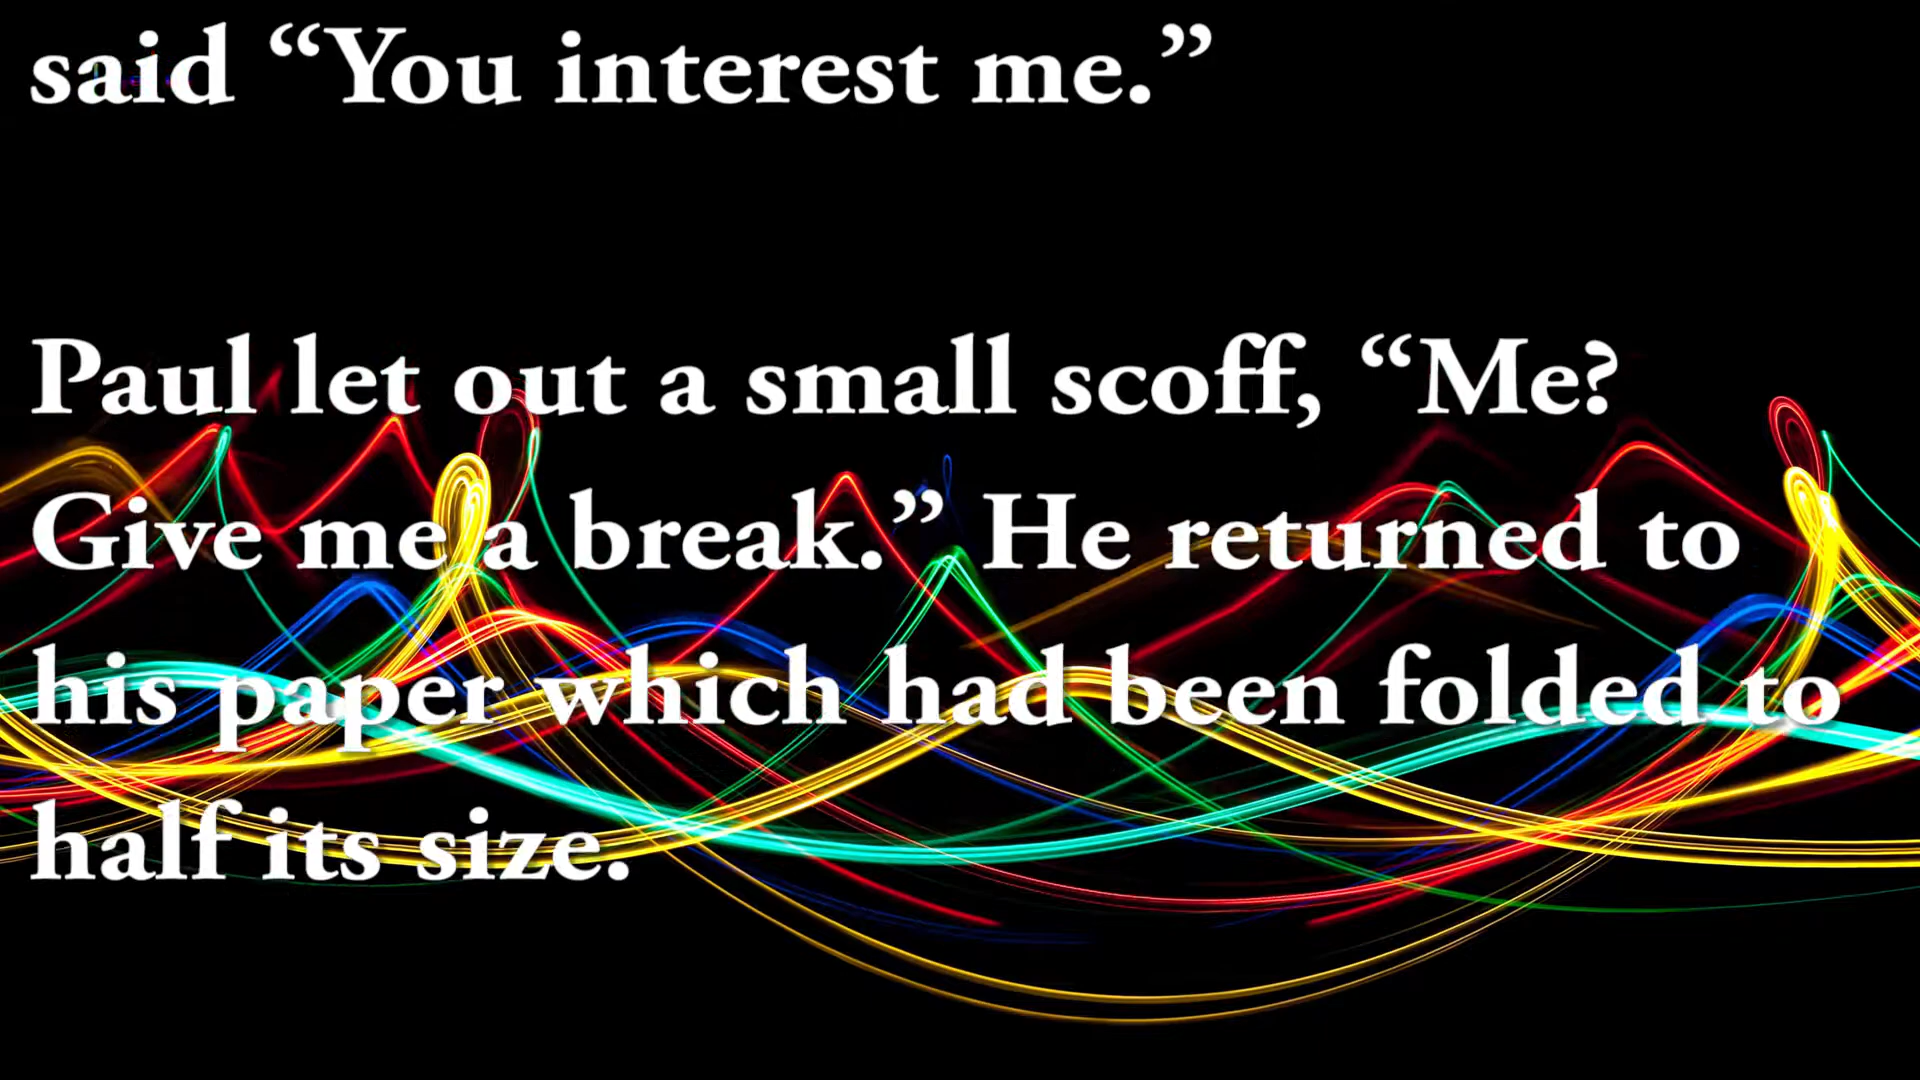 said “You interest me.”
Paul let out a small scoff, “Me?
Give me a break.” He returned to
his paper which had been folded to
half its size.